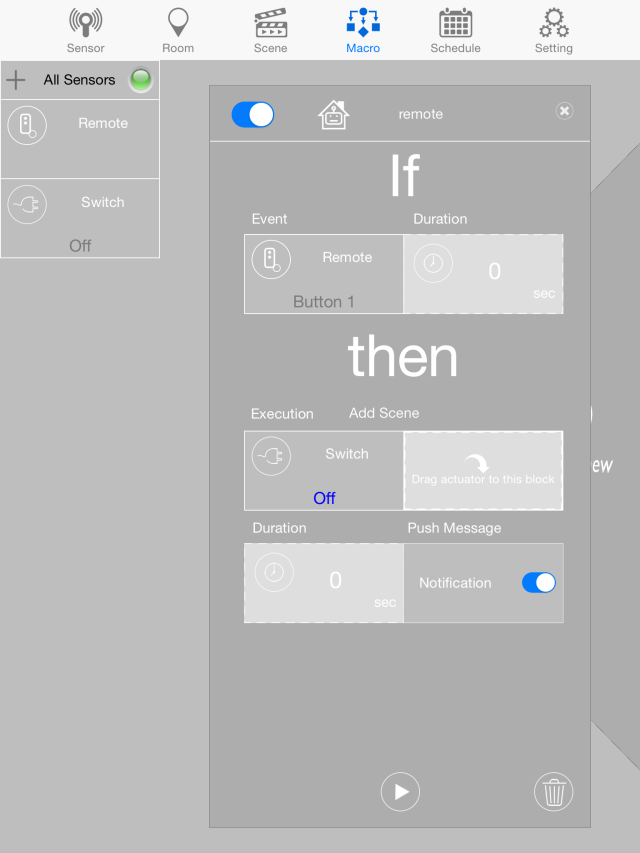 Sensor Room Scene Macro Schedule Setting
All Sensors
Remote
Switch
Off
remote
If
Event Duration
Remote 0
sec
Button 1
then
Execution Add Scene
Switch
Drag actuator to this block
Off
Duration Push Message
0 Notification
sec
ew